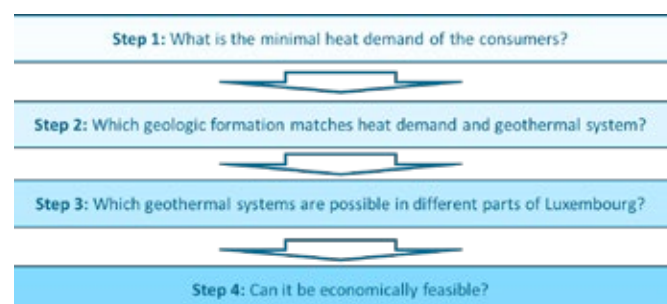 Step 1: What is the minimal heat demand of the consumers?
Step 2: Which geologic formation matches heat demand and geothermal system?
Step 3: Which geothermal systems are possible in different parts of Luxembourg?
Step 4: Can it be economically feasible?